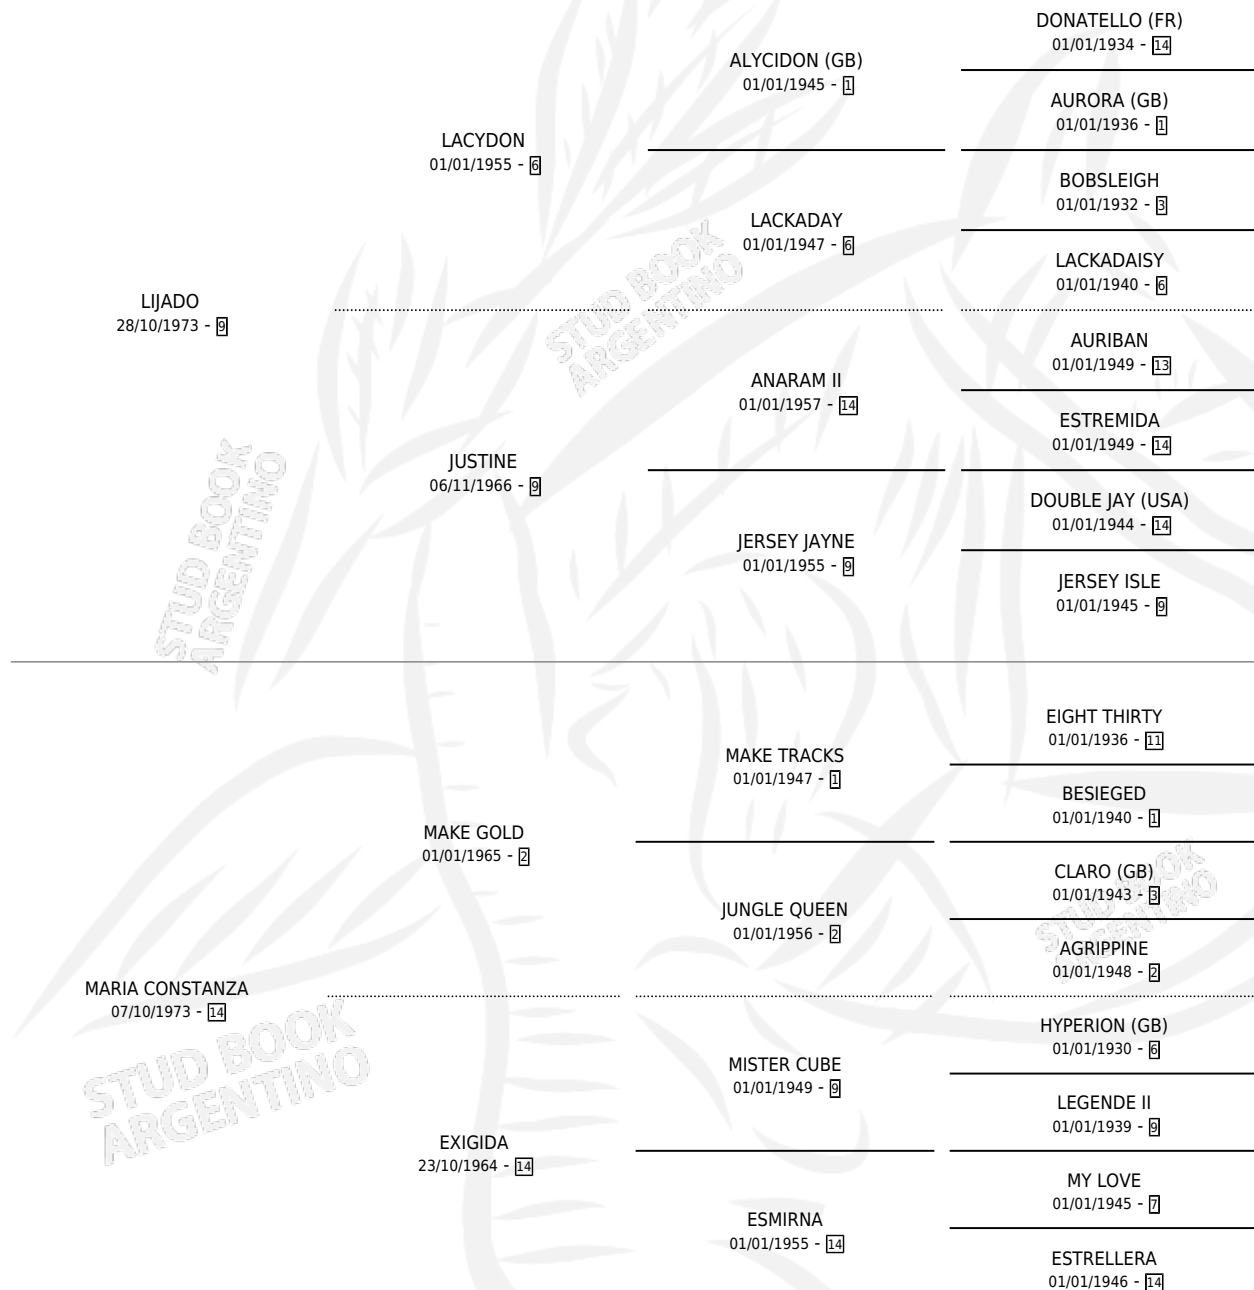 DONATELLO (FR)
01/01/1934 - 14
ALYCIDON (GB)
01/01/1945 - 1
AURORA (GB)
01/01/1936 - 1
LACYDON
01/01/1955 - 6
BOBSLEIGH
01/01/1932 - 3
LACKADAY
01/01/1947 - 6
LACKADAISY
01/01/1940 - 6
LIJADO
28/10/1973 - 9
AURIBAN
01/01/1949 - 13
ANARAM II
01/01/1957 - 14
ESTREMIDA
01/01/1949 - 14
JUSTINE
06/11/1966 - 9
DOUBLE JAY (USA)
01/01/1944 - 14
JERSEY JAYNE
01/01/1955 - 9
JERSEY ISLE
01/01/1945 - 9
EIGHT THIRTY
01/01/1936 - 11
MAKE TRACKS
01/01/1947 - 1
BESIEGED
01/01/1940 - 1
MAKE GOLD
01/01/1965 - 2
CLARO (GB)
01/01/1943 - 3
JUNGLE QUEEN
01/01/1956 - 2
AGRIPPINE
01/01/1948 - 2
MARIA CONSTANZA
07/10/1973 - 14
HYPERION (GB)
01/01/1930 - 6
MISTER CUBE
01/01/1949 - 9
LEGENDE II
01/01/1939 - 9
EXIGIDA
23/10/1964 - 14
MY LOVE
01/01/1945 - 7
ESMIRNA
01/01/1955 - 14
ESTRELLERA
01/01/1946 - 14
STUD BOOK
ARGENTINO
STUD BOOK
ARGENTINO
STUD BOOK
ARGENTINO
STUD BOOK
ARGENTINO